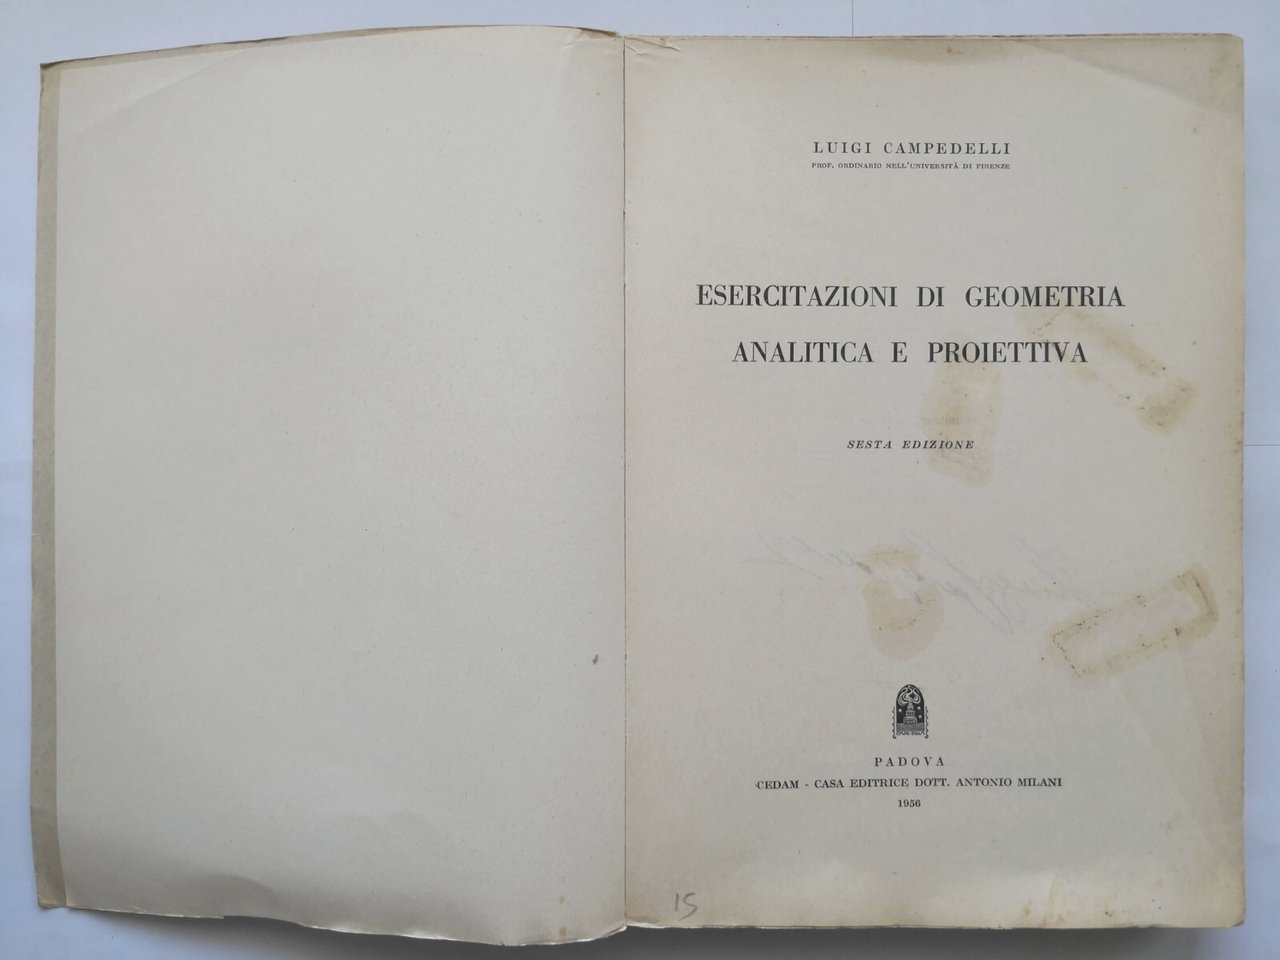 LUIGI CAMPEDELLI
PROF. ORDINARIO NELL'UNIVERSITÀ DI FIRENZE
ESERCITAZIONI DI GEOMETRIA
ANALITICA E PROIETTIVA
SESTA EDIZIONE
PADOVA
CEDAM - CASA EDITRICE DOTT. ANTONIO MILANI
1956
15